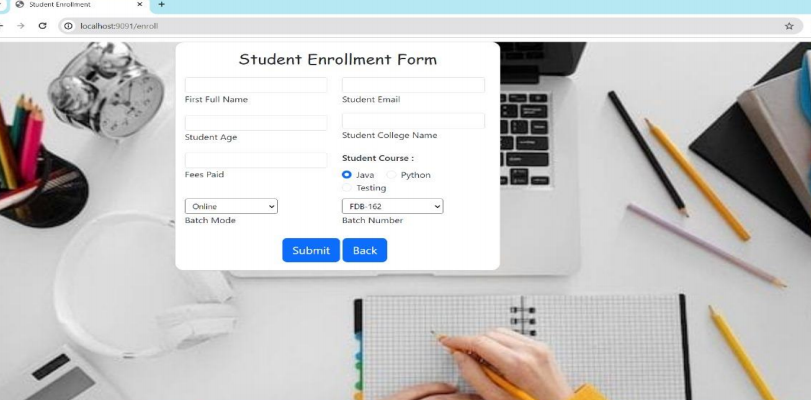 Student Enrollment
localhost:9091/enroll
Student Enrollment Form
First Full Name
Student Email
Student Age
Student College Name
Fees Paid
Student Course :
Java Python
Testing
Online
Batch Mode
FDB-162
Batch Number
Submit Back